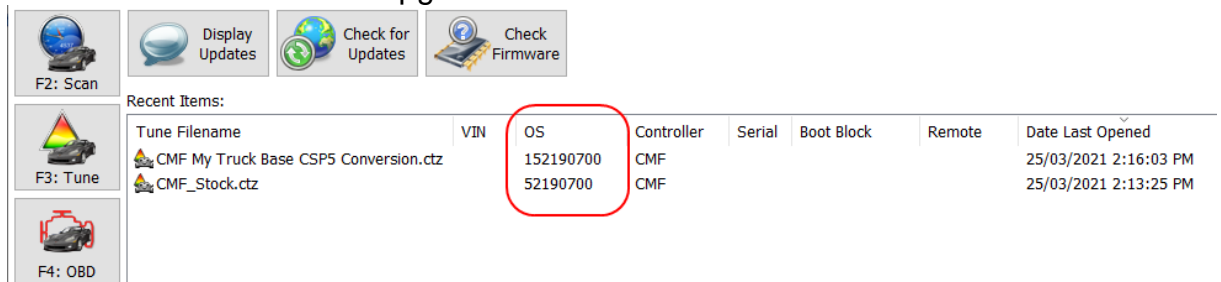 F2: Scan
Display Updates
Check for Updates
Check Firmware
Recent Items:
Tune Filename VIN OS Controller Serial Boot Block Remote Date Last Opened
CMF My Truck Base CSP5 Conversion.ctz 152190700 CMF 25/03/2021 2:16:03 PM
CMF_Stock.ctz 52190700 CMF 25/03/2021 2:13:25 PM
F3: Tune
F4: OBD